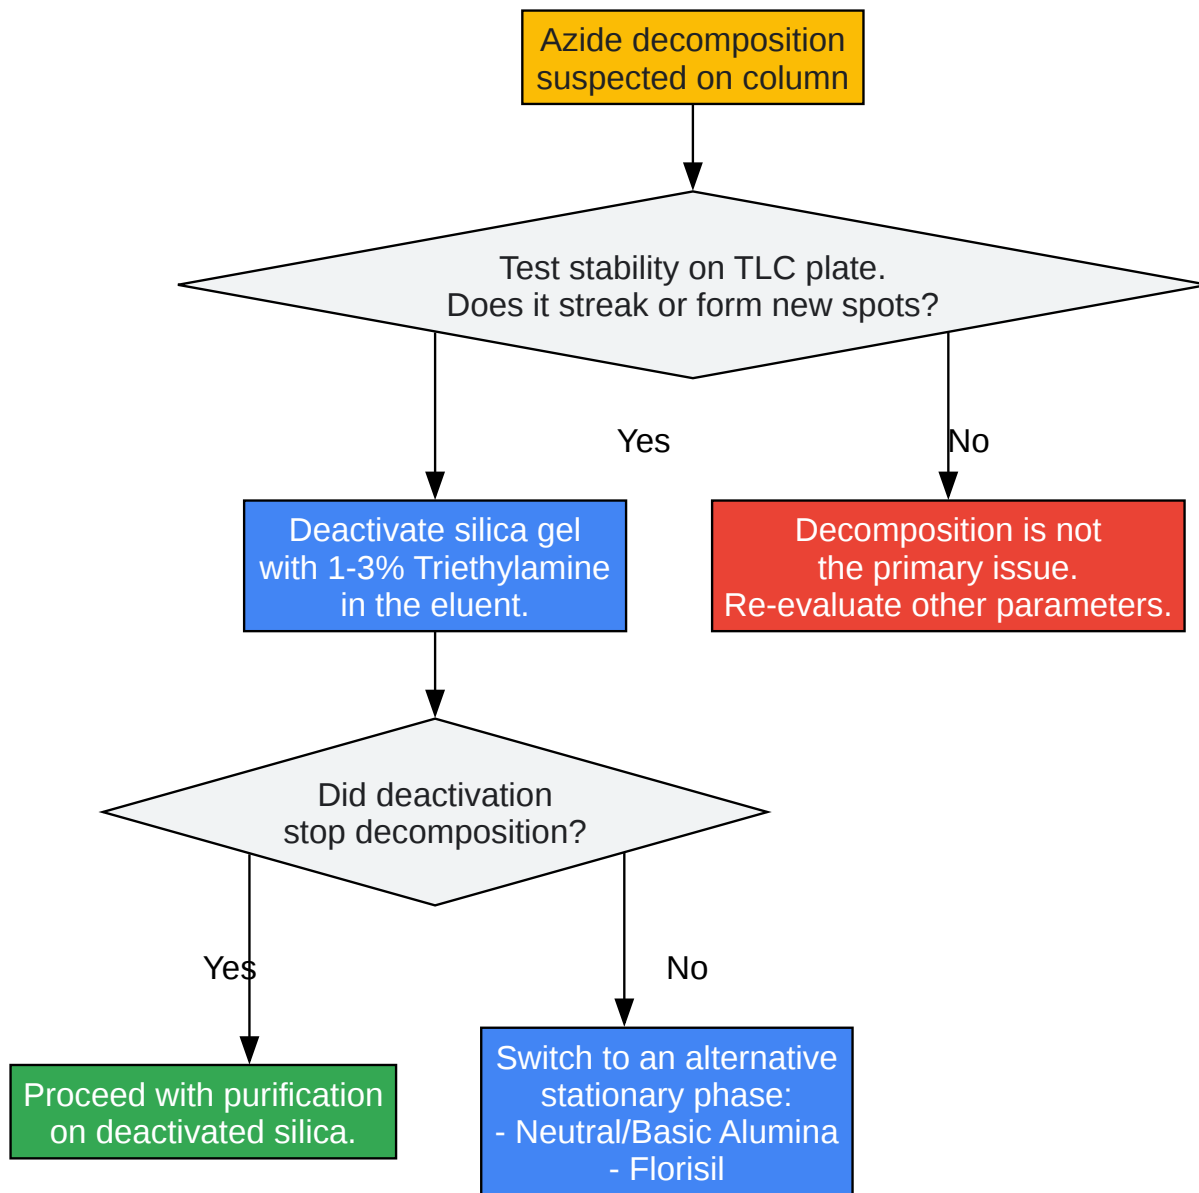 Azide decomposition
suspected on column
Test stability on TLC plate.
Does it streak or form new spots?
Yes
No
Deactivate silica gel
with 1-3% Triethylamine
in the eluent.
Decomposition is not
the primary issue.
Re-evaluate other parameters.
Did deactivation
stop decomposition?
Yes
No
Proceed with purification
on deactivated silica.
Switch to an alternative
stationary phase:
- Neutral/Basic Alumina
- Florisil